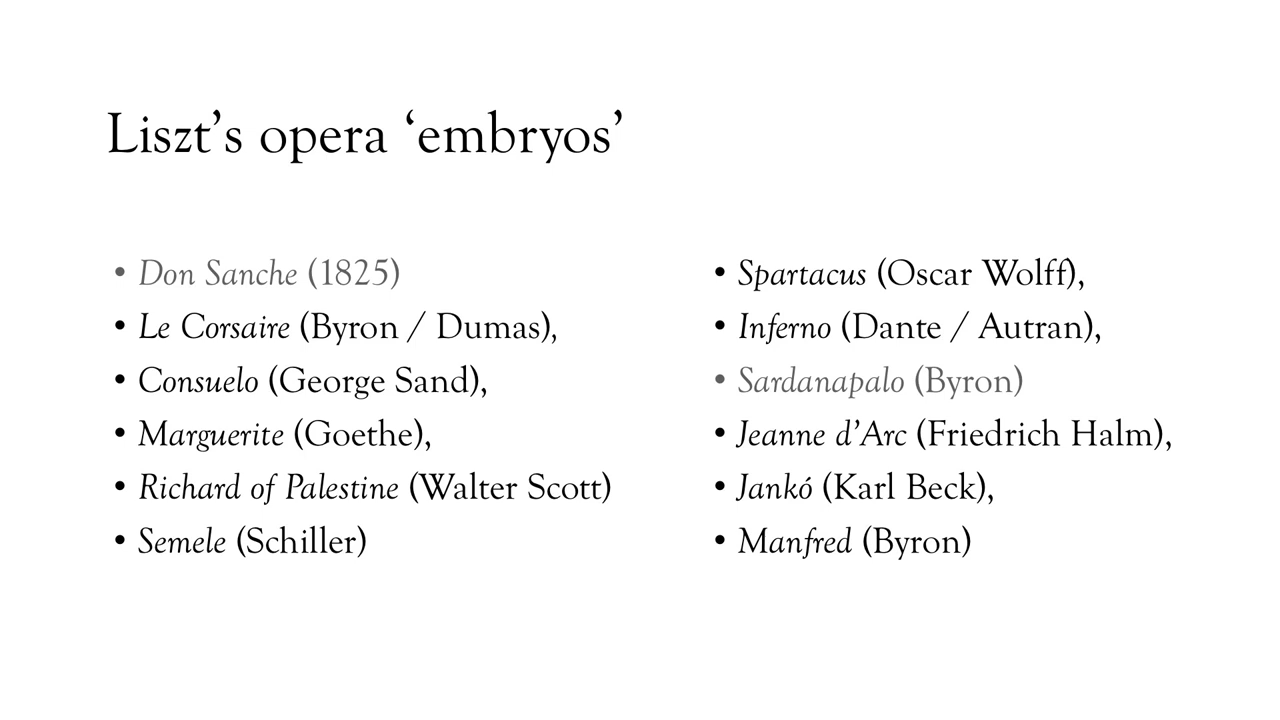 Liszt’s opera ‘embryos’
• Don Sanche (1825)
• Le Corsaire (Byron / Dumas),
• Consuelo (George Sand),
• Marguerite (Goethe),
• Richard of Palestine (Walter Scott)
• Semele (Schiller)
• Spartacus (Oscar Wolff),
• Inferno (Dante / Autran),
• Sardanapalo (Byron)
• Jeanne d’Arc (Friedrich Halm),
• Jankó (Karl Beck),
• Manfred (Byron)